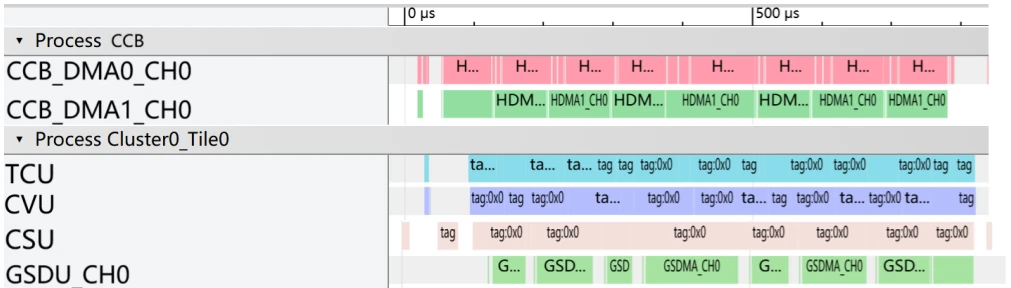 0 µs 500 µs
▾ Process CCB
CCB_DMA0_CH0 H... H... H... H... H... H... H... H...
CCB_DMA1_CH0 HDM... HDMA1_CH0 HDM... HDMA1_CH0 HDM... HDMA1_CH0 HDMA1_CH0
▾ Process Cluster0_Tile0
TCU ta... ta... ta... tag tag tag:0x0 tag:0x0 tag tag:0x0 tag:0x0 tag:0x0 tag tag
CVU tag:0x0 tag tag:0x0 ta... tag:0x0 tag:0x0 ta... tag tag:0x0 ta... tag:0x0 ta... tag
CSU tag tag:0x0 tag:0x0 tag:0x0 tag:0x0 tag:0x0 tag:0x0 tag:0x0
GSDU_CH0 G... GSD... GSD GSDMA_CH0 G... GSDMA_CH0 GSD...